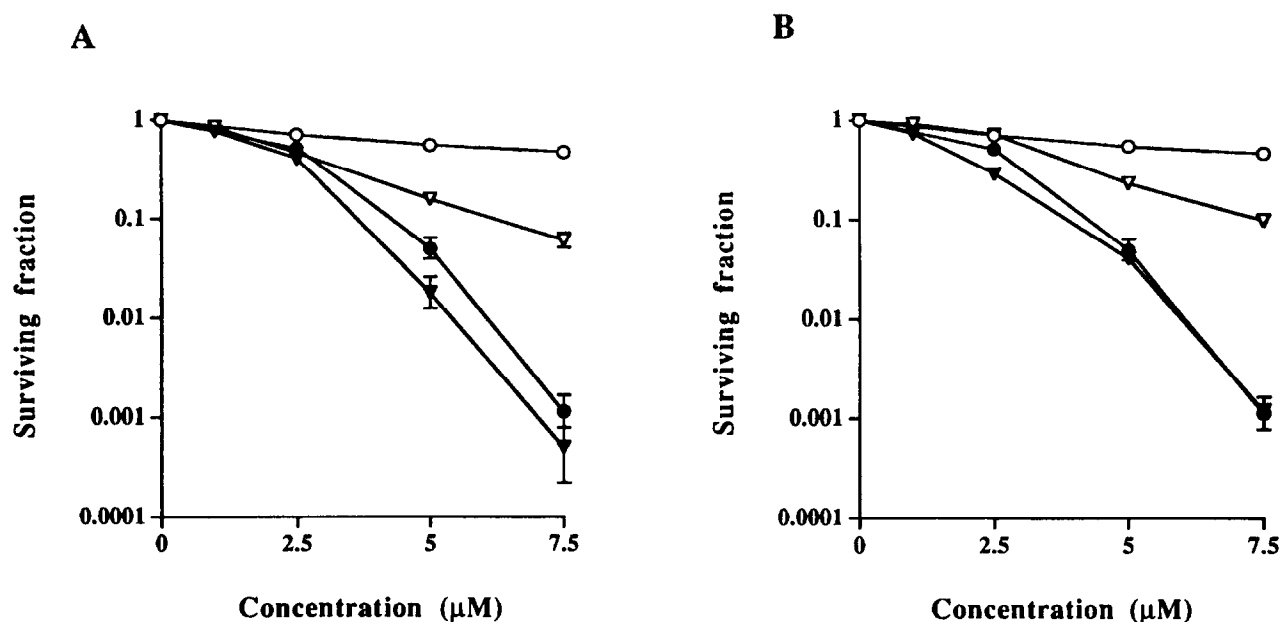 A
Surviving fraction
1
0.1
0.01
0.001
0.0001
0 2.5 5 7.5
Concentration (μM)
B
Surviving fraction
1
0.1
0.01
0.001
0.0001
0 2.5 5 7.5
Concentration (μM)